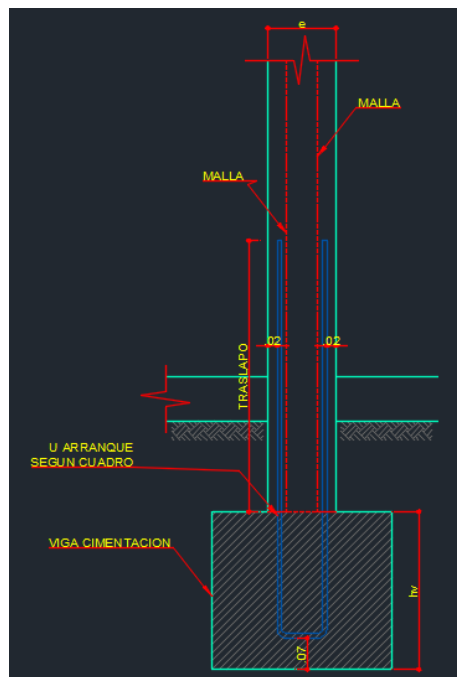 e
MALLA
MALLA
.02
.02
TRASLAPO
U ARRANQUE
SEGUN CUADRO
VIGA CIMENTACION
hv
.07